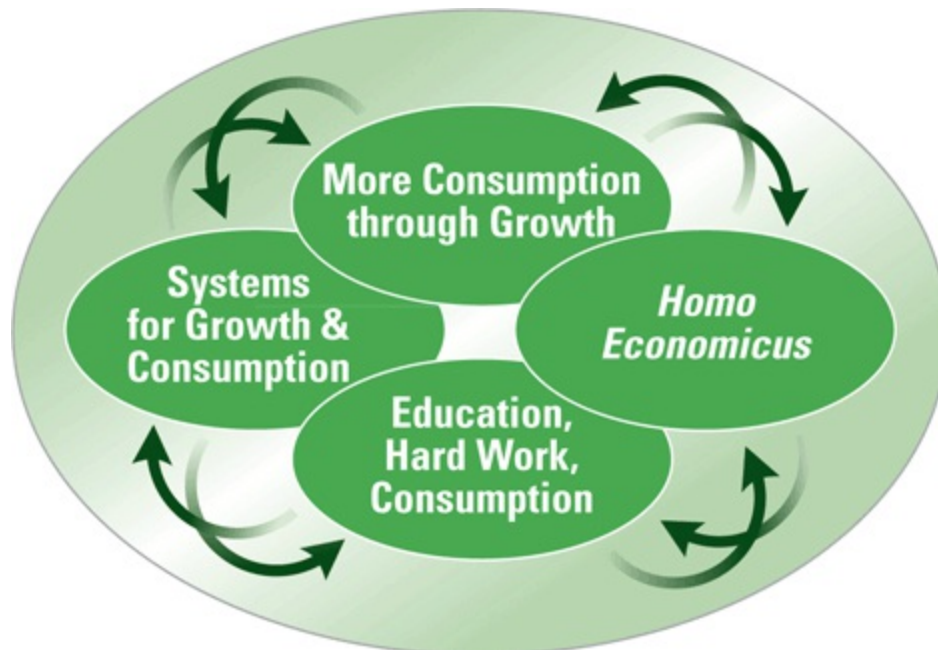 More Consumption
through Growth
Systems
for Growth &
Consumption
Homo
Economicus
Education,
Hard Work,
Consumption